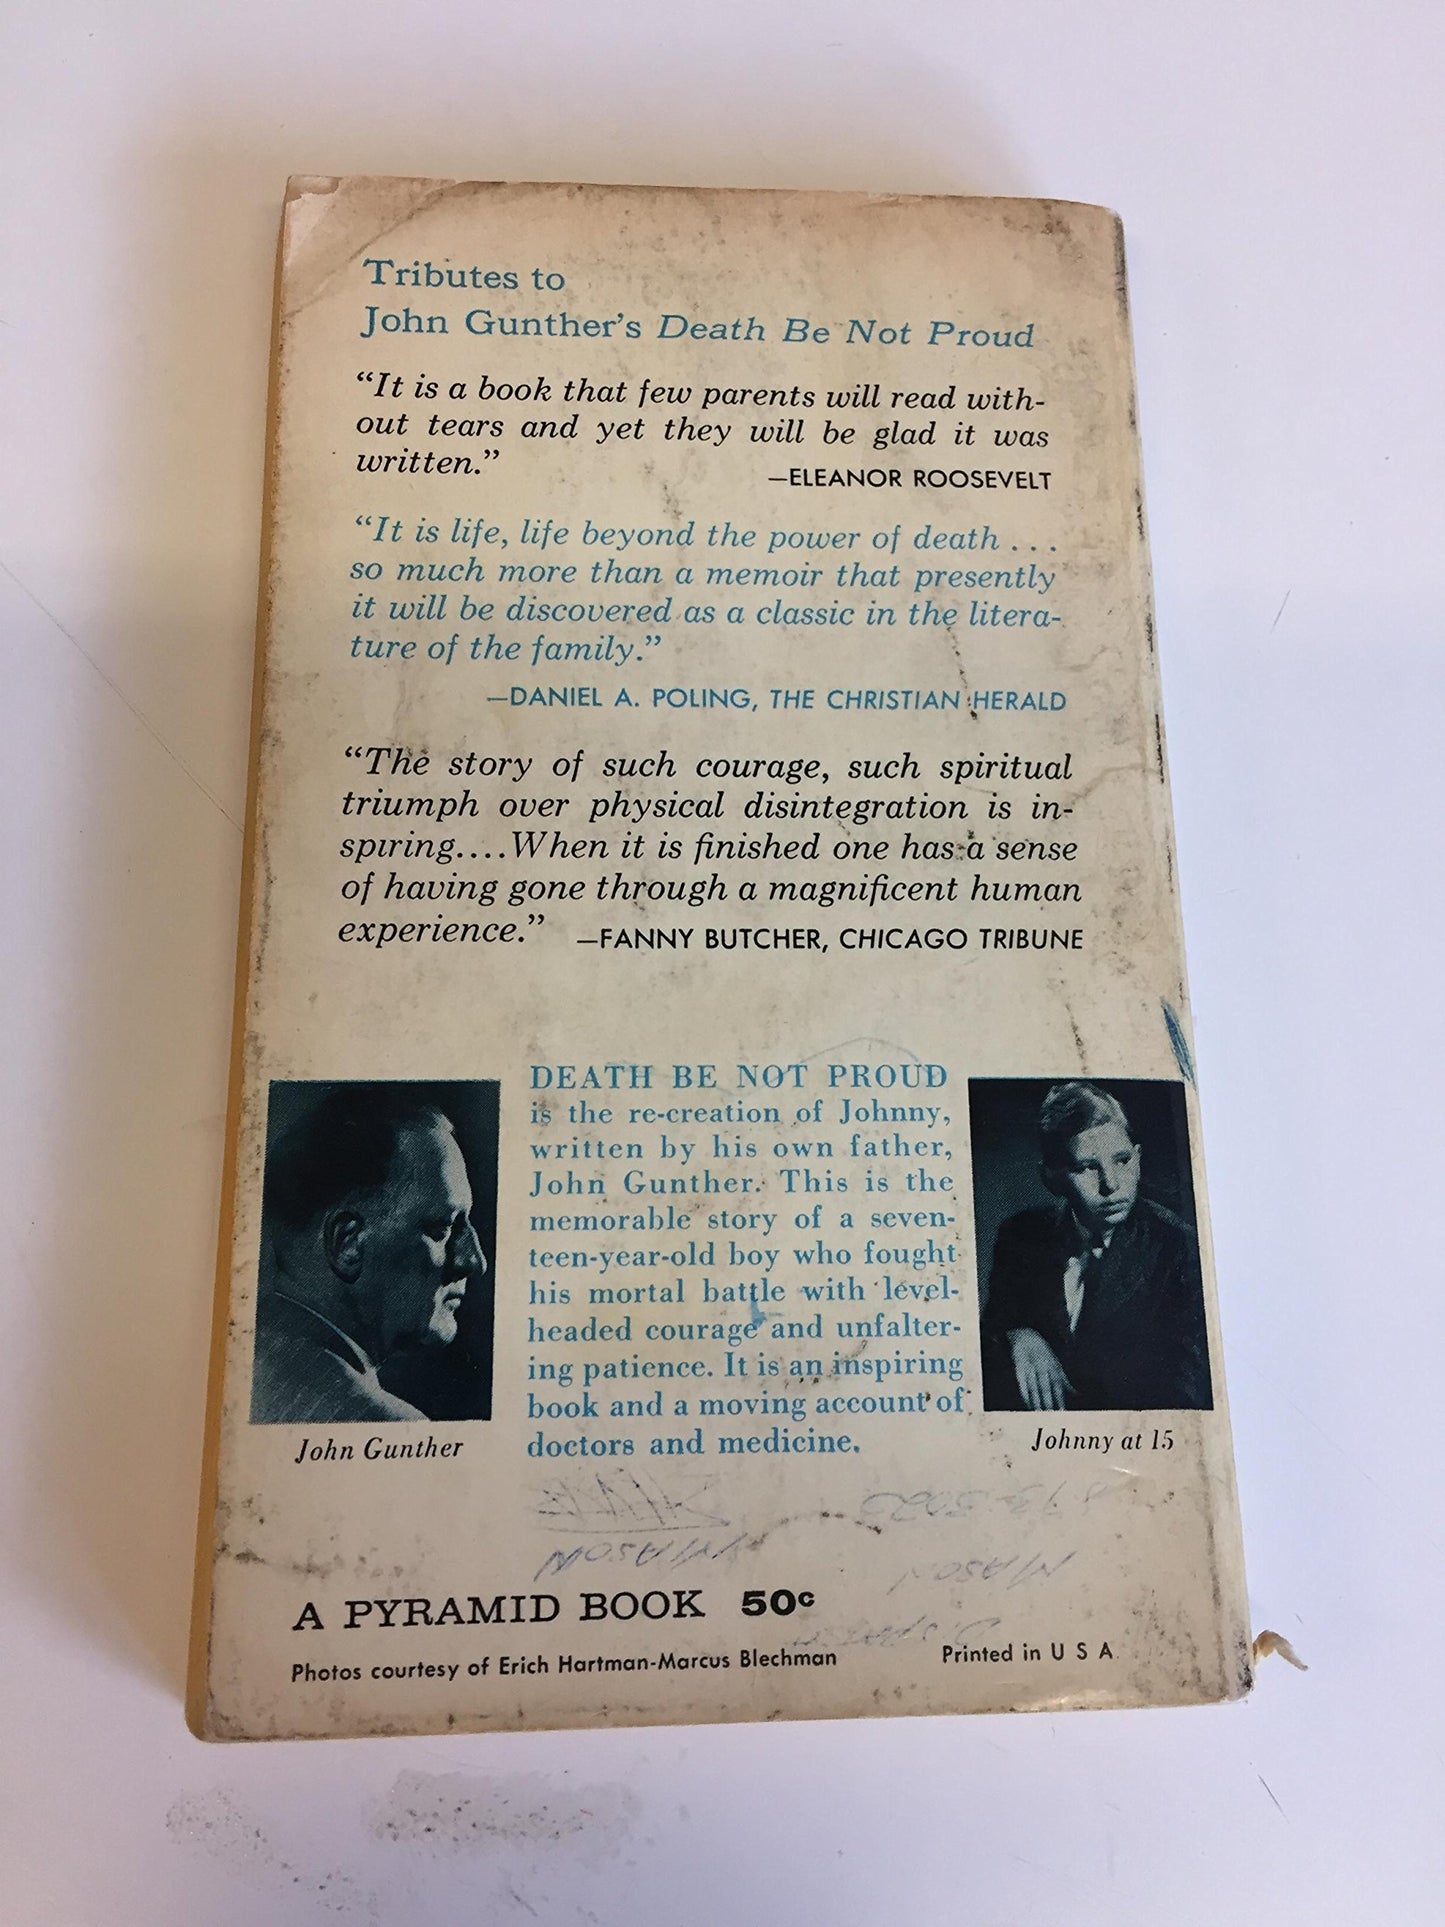 Tributes to
John Gunther's Death Be Not Proud
“It is a book that few parents will read with-
out tears and yet they will be glad it was
written.”
—ELEANOR ROOSEVELT
“It is life, life beyond the power of death . . .
so much more than a memoir that presently
it will be discovered as a classic in the litera-
ture of the family.”
—DANIEL A. POLING, THE CHRISTIAN HERALD
“The story of such courage, such spiritual
triumph over physical disintegration is in-
spiring....When it is finished one has a sense
of having gone through a magnificent human
experience.” —FANNY BUTCHER, CHICAGO TRIBUNE
DEATH BE NOT PROUD
is the re-creation of Johnny,
written by his own father,
John Gunther. This is the
memorable story of a seven-
teen-year-old boy who fought
his mortal battle with level-
headed courage and unfalter-
ing patience. It is an inspiring
book and a moving account of
doctors and medicine.
John Gunther
Johnny at 15
MASON
MASON
A PYRAMID BOOK 50c
Photos courtesy of Erich Hartman-Marcus Blechman
Printed in U S A